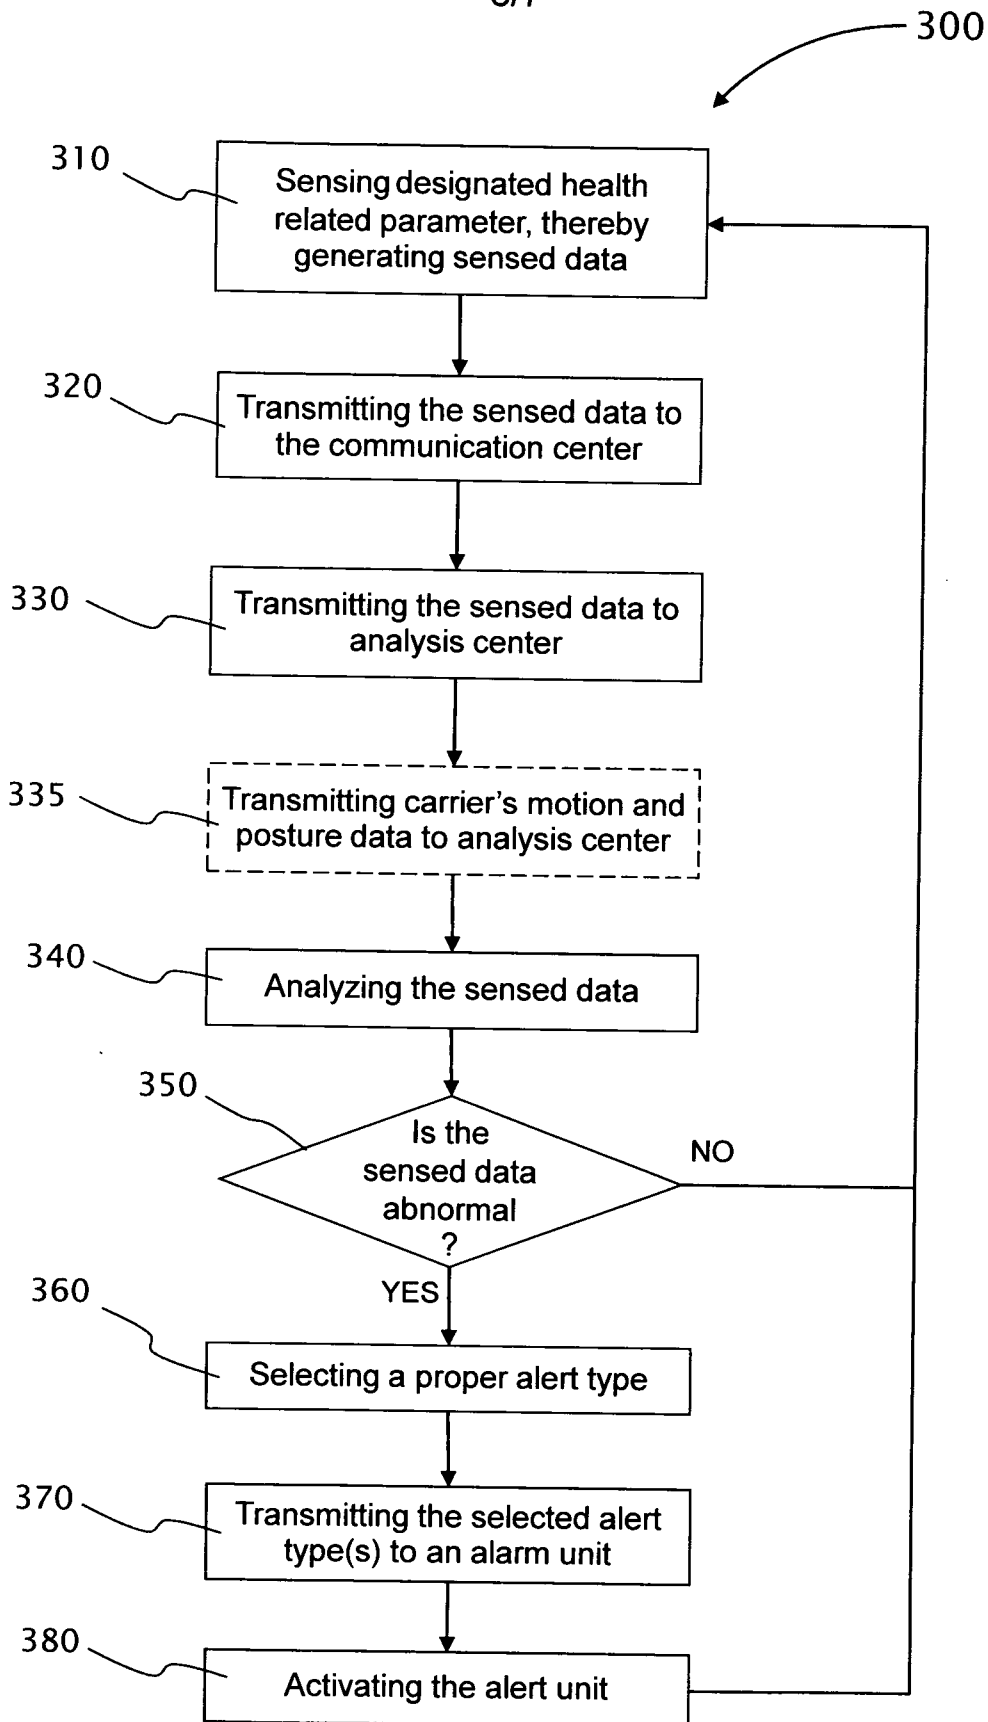 300
310
Sensing designated health
related parameter, thereby
generating sensed data
320
Transmitting the sensed data to
the communication center
330
Transmitting the sensed data to
analysis center
335
Transmitting carrier's motion and
posture data to analysis center
340
Analyzing the sensed data
350
Is the
sensed data
abnormal
?
NO
YES
360
Selecting a proper alert type
370
Transmitting the selected alert
type(s) to an alarm unit
380
Activating the alert unit